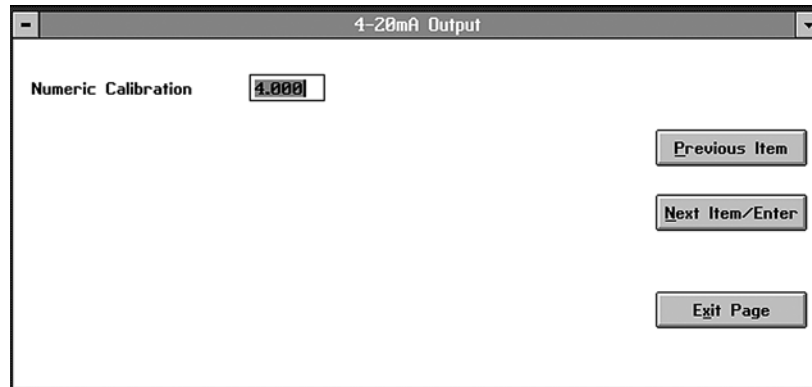 4-20mA Output
Numeric Calibration 4.000
Previous Item
Next Item/Enter
Exit Page